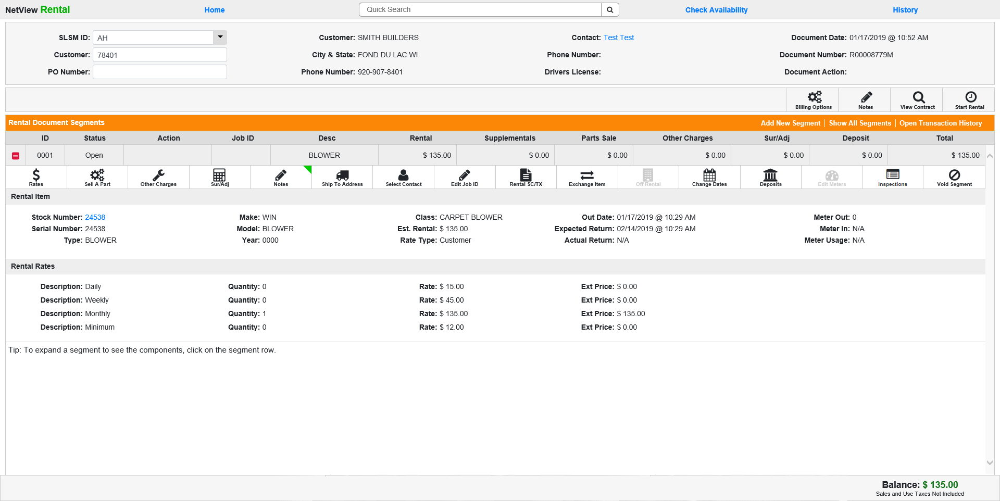 NetView Rental Home Quick Search Check Availability History
SLSM ID: AH Customer: SMITH BUILDERS Contact: Test Test Document Date: 01/17/2019 @ 10:52 AM
Customer: 78401 City & State: FOND DU LAC WI Phone Number: Document Number: R00008779M
PO Number: Phone Number: 920-907-8401 Drivers License: Document Action:
Billing Options Notes View Contract Start Rental
Rental Document Segments Add New Segment Show All Segments Open Transaction History
ID Status Action Job ID Desc Rental Supplementals Parts Sale Other Charges Sur/Adj Deposit Total
0001 Open BLOWER $ 135.00 $ 0.00 $ 0.00 $ 0.00 $ 0.00 $ 0.00 $ 135.00
Rates Sell A Part Other Charges Sur/Adj Notes Ship To Address Select Contact Edit Job ID Rental SC/TX Exchange Item Off Rental Change Dates Deposits Edit Meters Inspections Void Segment
Rental Item
Stock Number: 24538 Make: WIN Class: CARPET BLOWER Out Date: 01/17/2019 @ 10:29 AM Meter Out: 0
Serial Number: 24538 Model: BLOWER Est. Rental: $ 135.00 Expected Return: 02/14/2019 @ 10:29 AM Meter In: N/A
Type: BLOWER Year: 0000 Rate Type: Customer Actual Return: N/A Meter Usage: N/A
Rental Rates
Description: Daily Quantity: 0 Rate: $ 15.00 Ext Price: $ 0.00
Description: Weekly Quantity: 0 Rate: $ 45.00 Ext Price: $ 0.00
Description: Monthly Quantity: 1 Rate: $ 135.00 Ext Price: $ 135.00
Description: Minimum Quantity: 0 Rate: $ 12.00 Ext Price: $ 0.00
Tip: To expand a segment to see the components, click on the segment row.
Balance: $ 135.00
Sales and Use Taxes Not Included